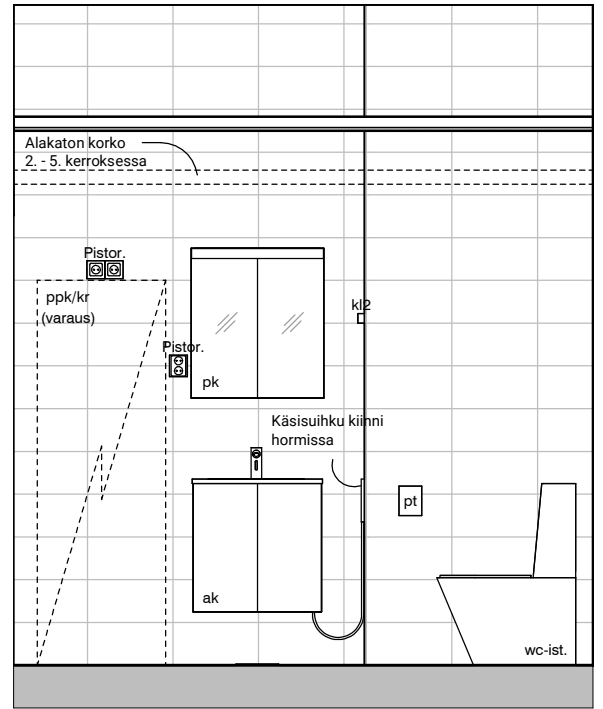 Alakaton korko
2. - 5. kerroksessa
Pistor.
ppk/kr
(varaus)
kl2
Pistor.
pk
Käsisuihku kiinni
hormissa
pt
ak
wc-ist.